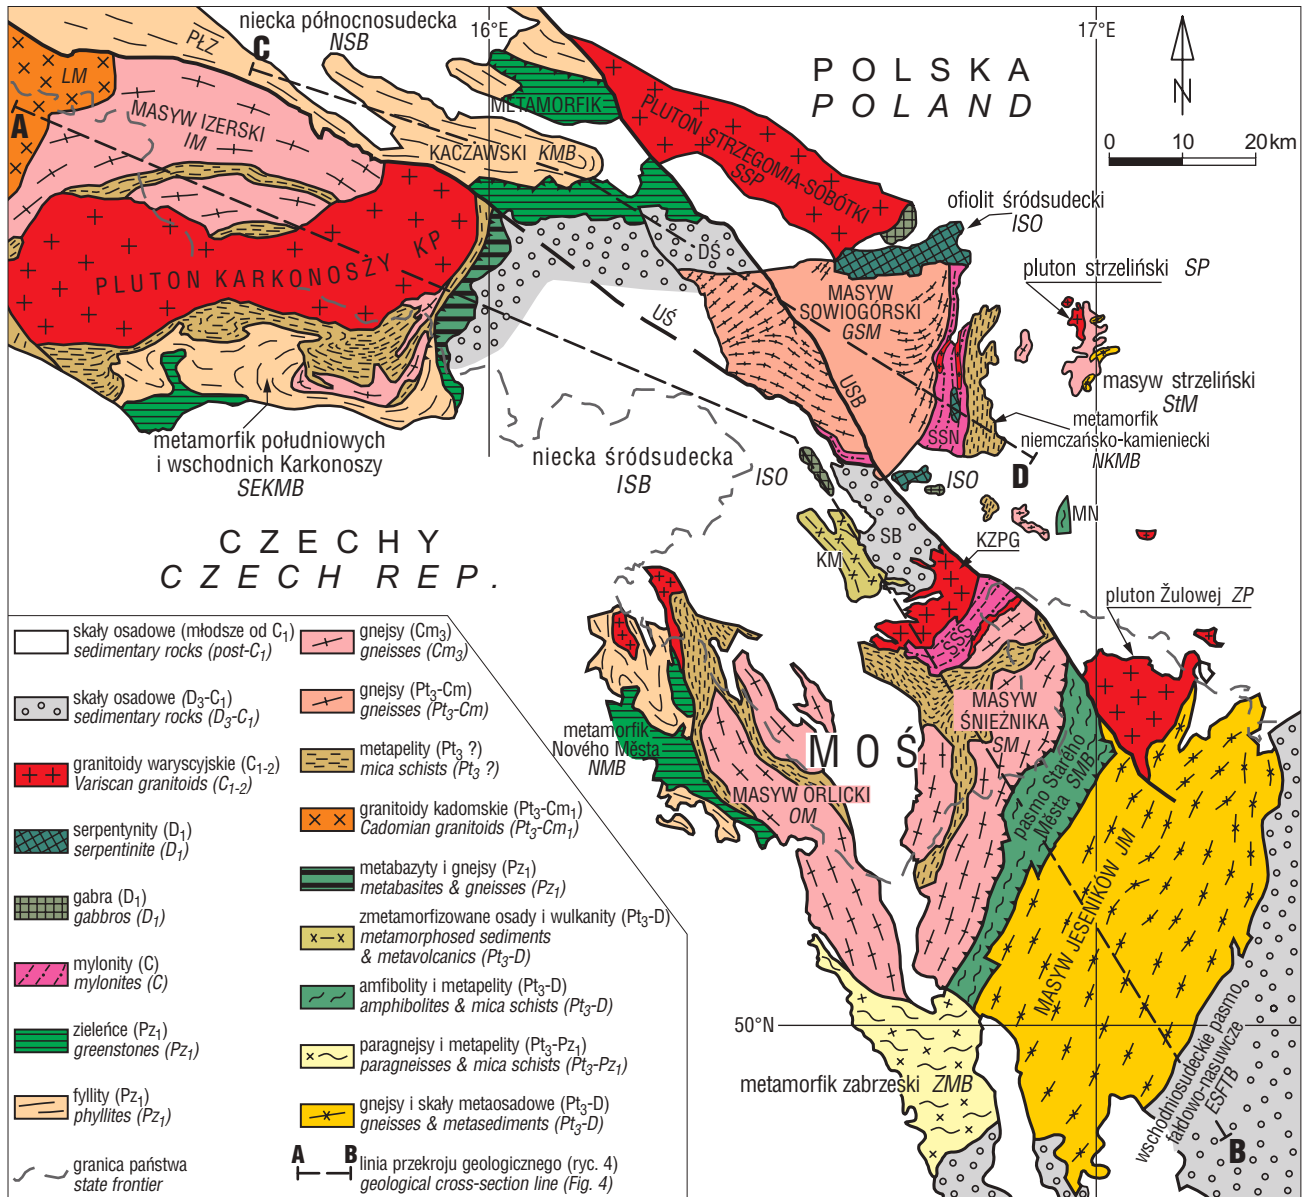 niecka północnosudecka
NSB
16°E
17°E
PŁZ
C
N
POLSKA
POLAND
0 10 20 km
LM
A
MASYW IZERSKI
IM
METAMORFIK
KACZAWSKI KMB
PLUTON STRZEGOMIA-SOBÓTKI
SSP
ofiolit śródsudecki
ISO
pluton strzeliński SP
PLUTON KARKONOSZY KP
DŚ
UŚ
MASYW
SOWIOGÓRSKI
GSM
USB
masyw strzeliński
StM
SSN
metamorfik
niemczańsko-kamieniecki
NKMB
D
metamorfik południowych
i wschodnich Karkonoszy
SEKMB
niecka śródsudecka
ISB
ISO
ISO
MN
SB
KM
KZPG
CZECHY
CZECH REP.
pluton Žulowej ZP
SSS
MASYW
ŚNIEŻNIKA
SM
metamorfik
Nového Města
NMB
MOŚ
MASYW ORLICKI
OM
pasmo Starego
Města SMB
MASYW JESENIKÓW JM
50°N
metamorfik zabrzeski ZMB
wschodniosudeckie pasmo
fałdowo-nasuwcze
ESFTB
B
skały osadowe (młodsze od C1)
sedimentary rocks (post-C1)
skały osadowe (D3-C1)
sedimentary rocks (D3-C1)
granitoidy waryscyjskie (C1-2)
Variscan granitoids (C1-2)
serpentynity (D1)
serpentinite (D1)
gabra (D1)
gabbros (D1)
mylonity (C)
mylonites (C)
zieleńce (Pz1)
greenstones (Pz1)
fyllity (Pz1)
phyllites (Pz1)
granica państwa
state frontier
gnejsy (Cm3)
gneisses (Cm3)
gnejsy (Pt3-Cm)
gneisses (Pt3-Cm)
metapelity (Pt3 ?)
mica schists (Pt3 ?)
granitoidy kadomskie (Pt3-Cm1)
Cadomian granitoids (Pt3-Cm1)
metabazyty i gnejsy (Pz1)
metabasites & gneisses (Pz1)
zmetamorfizowane osady i wulkanity (Pt3-D)
metamorphosed sediments
& metavolcanics (Pt3-D)
amfibolity i metapelity (Pt3-D)
amphibolites & mica schists (Pt3-D)
paragnejsy i metapelity (Pt3-Pz1)
paragneisses & mica schists (Pt3-Pz1)
gnejsy i skały metaosadowe (Pt3-D)
gneisses & metasediments (Pt3-D)
A B
linia przekroju geologicznego (ryc. 4)
geological cross-section line (Fig. 4)